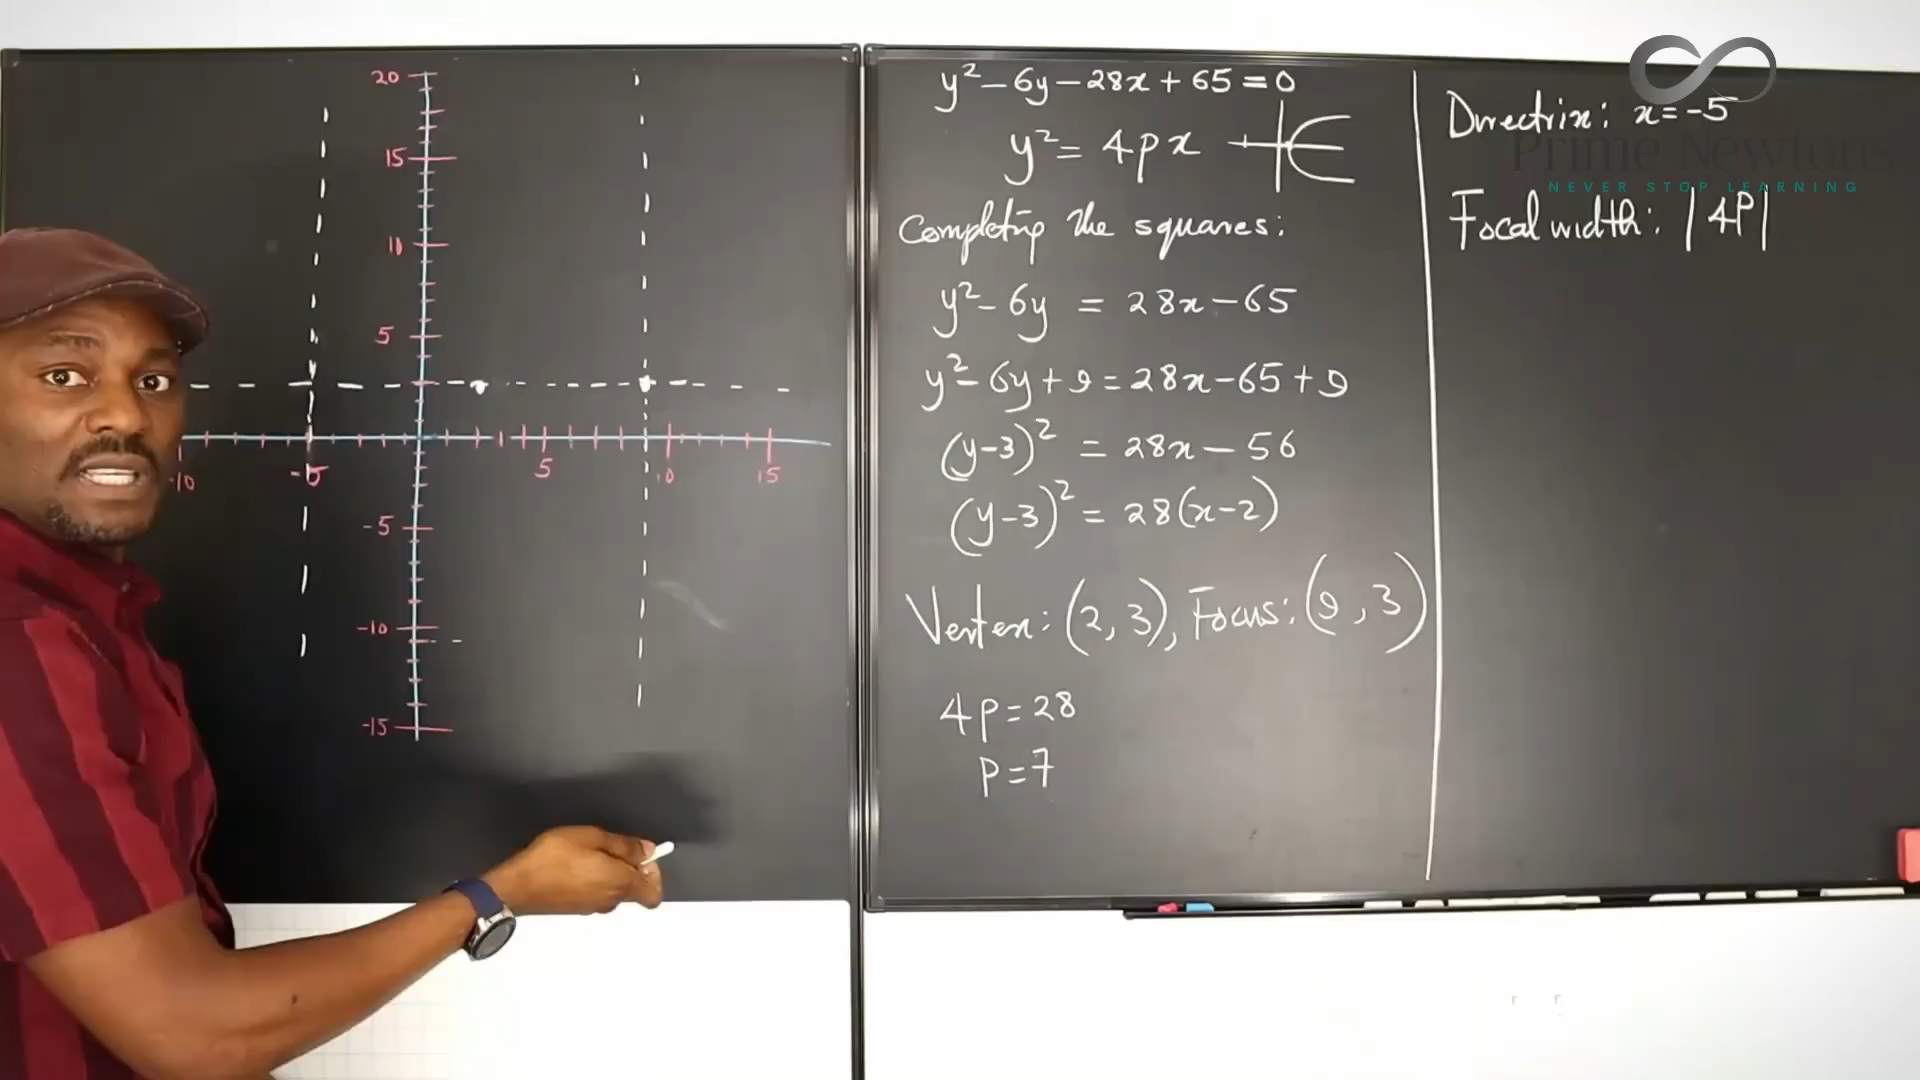 20
15
10
5
-10
-5
5
10
15
-5
-10
-15
y² - 6y - 28x + 65 = 0
y² = 4px
Completing the squares:
y² - 6y = 28x - 65
y² - 6y + 9 = 28x - 65 + 9
(y-3)² = 28x - 56
(y-3)² = 28(x-2)
Vertex: (2, 3), Focus: (9, 3)
4p = 28
p = 7
Directrix: x = -5
Prime Newtons
NEVER STOP LEARNING
Focal width: |4P|